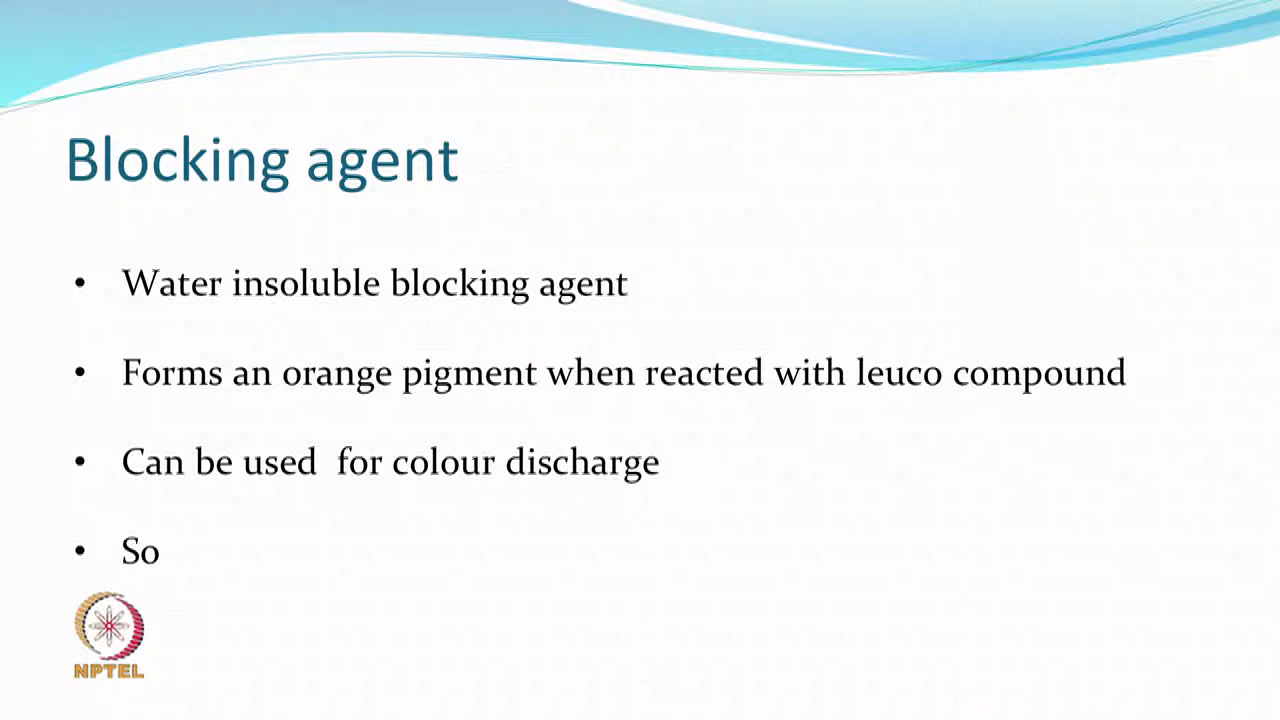 Blocking agent
• Water insoluble blocking agent
• Forms an orange pigment when reacted with leuco compound
• Can be used  for colour discharge
• So
NPTEL